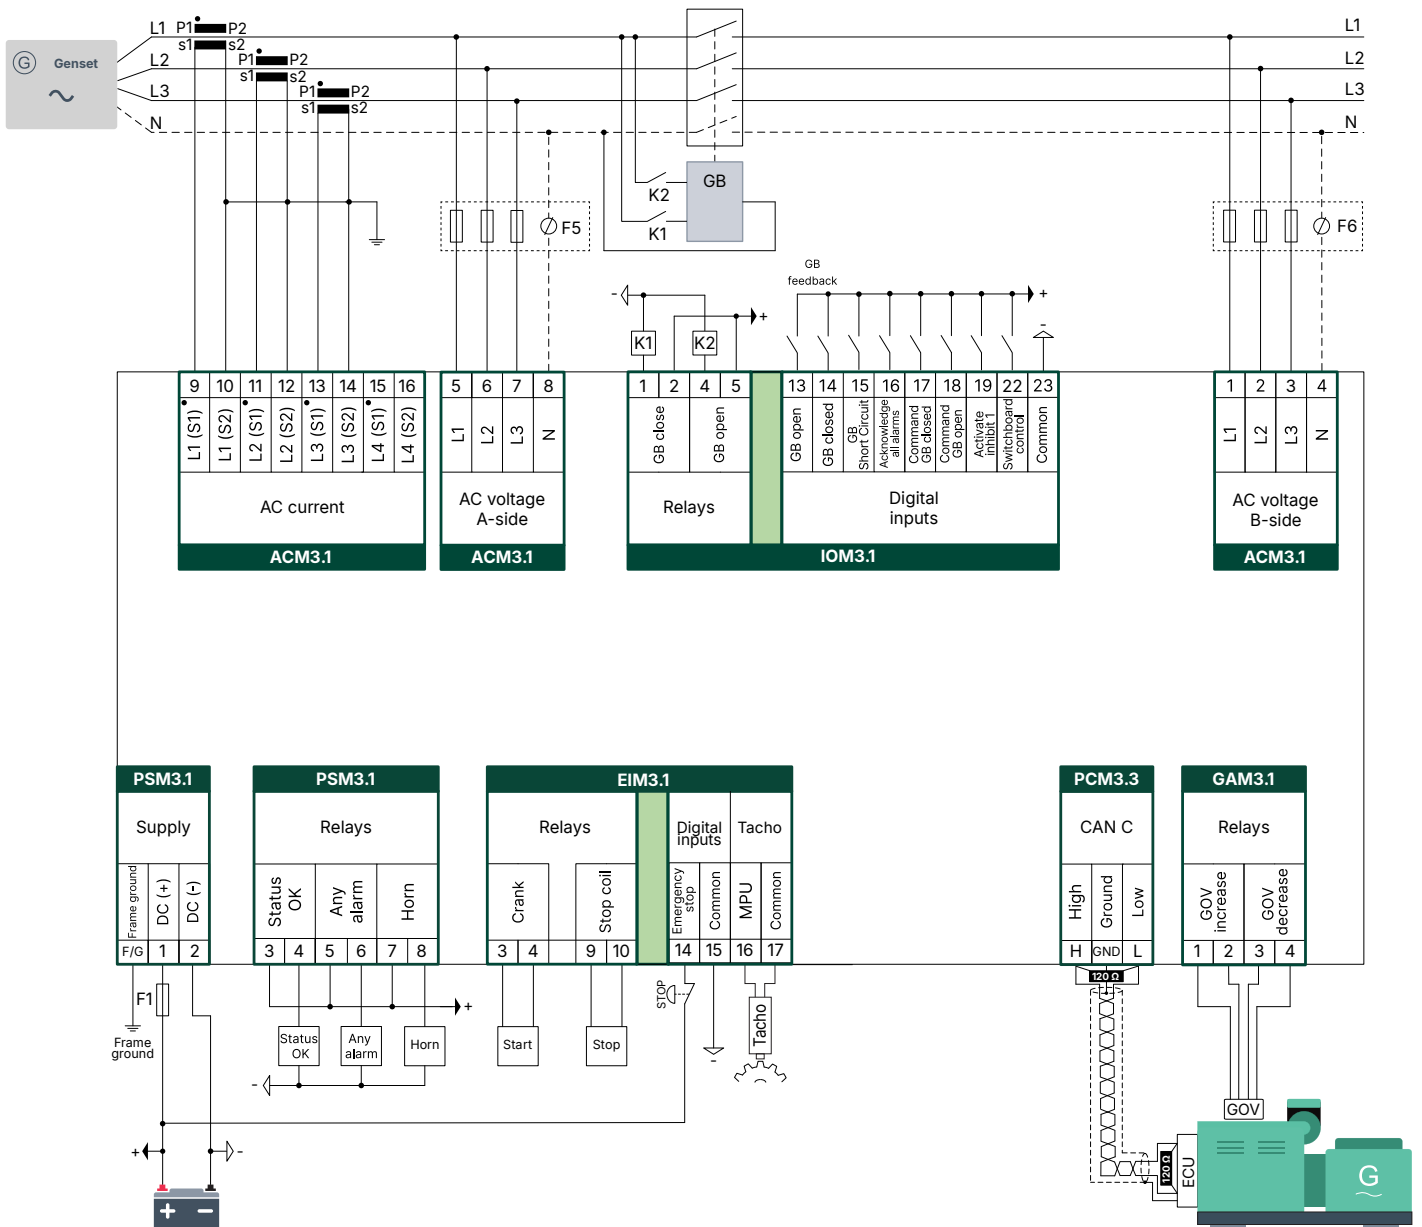 L1 P1 P2 L1
s1 s2
G Genset L2 P1 P2 L2
s1 s2
L3 P1 P2 L3
s1 s2
N N
GB
K2
K1
F5 F6
GB
feedback
- +
+ -
K1 K2
9 10 11 12 13 14 15 16
L1 (S1) L1 (S2) L2 (S1) L2 (S2) L3 (S1) L3 (S2) L4 (S1) L4 (S2)
AC current
ACM3.1
5 6 7 8
L1 L2 L3 N
AC voltage
A-side
ACM3.1
1 2 4 5
GB close GB open
Relays
13 14 15 16 17 18 19 22 23
GB open
GB closed
GB
Short Circuit
Acknowledge
all alarms
Command
GB closed
Command
GB open
Activate
inhibit 1
Switchboard
control
Common
Digital
inputs
IOM3.1
1 2 3 4
L1 L2 L3 N
AC voltage
B-side
ACM3.1
PSM3.1
Supply
Frame ground DC (+) DC (-)
F/G 1 2
F1
Frame
ground
PSM3.1
Relays
Status
OK
Any
alarm
Horn
3 4 5 6 7 8
+
Status
OK
Any
alarm
Horn
-
EIM3.1
Relays
Crank Stop coil
3 4 9 10
Start Stop
Digital
inputs
Tacho
Emergency
stop
Common
MPU
Common
14 15 16 17
STOP
-
Tacho
PCM3.3
CAN C
High Ground Low
H GND L
120 Ω
GAM3.1
Relays
GOV
increase
GOV
decrease
1 2 3 4
GOV
+ -
+ -
120 Ω
ECU
G